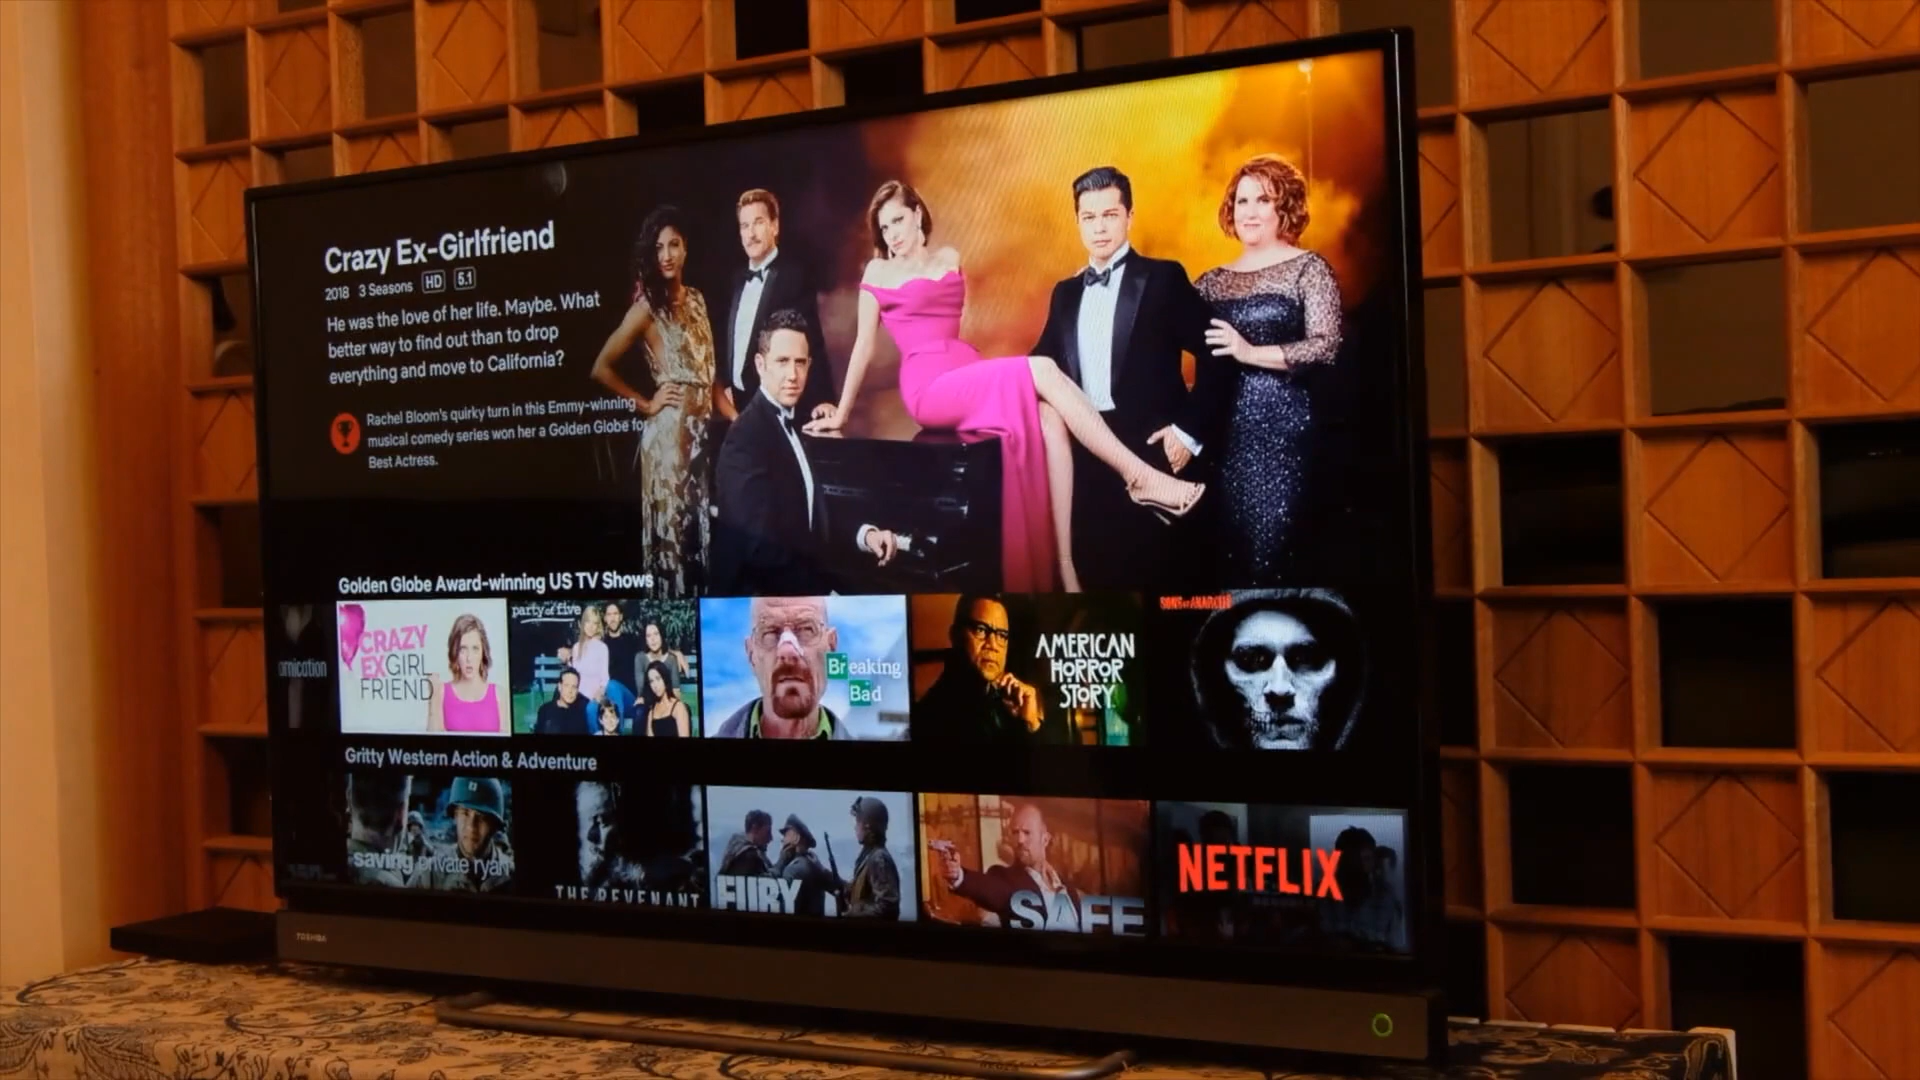 Crazy Ex-Girlfriend
2018 3 Seasons HD 5.1
He was the love of her life. Maybe. What
better way to find out than to drop
everything and move to California?
Rachel Bloom's quirky turn in this Emmy-winning
musical comedy series won her a Golden Globe for
Best Actress.
Golden Globe Award-winning US TV Shows
ornication
CRAZY
EXGIRL
FRIEND
party of five
Breaking
Bad
AMERICAN
HORROR
STORY
SONS OF ANARCHY
Gritty Western Action & Adventure
saving private ryan
THE REVENANT
FURY
SAFE
NETFLIX
TOSHIBA